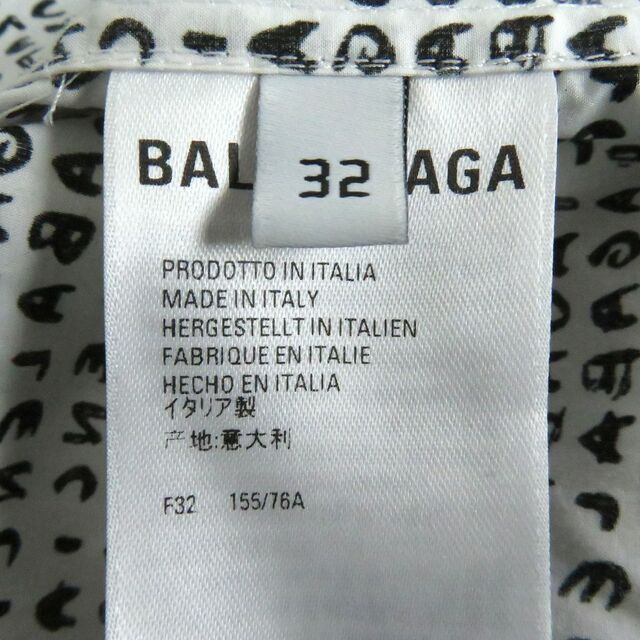 BAL AGA
32
PRODOTTO IN ITALIA
MADE IN ITALY
HERGESTELLT IN ITALIEN
FABRIQUE EN ITALIE
HECHO EN ITALIA
イタリア製
产地:意大利
F32 155/76A